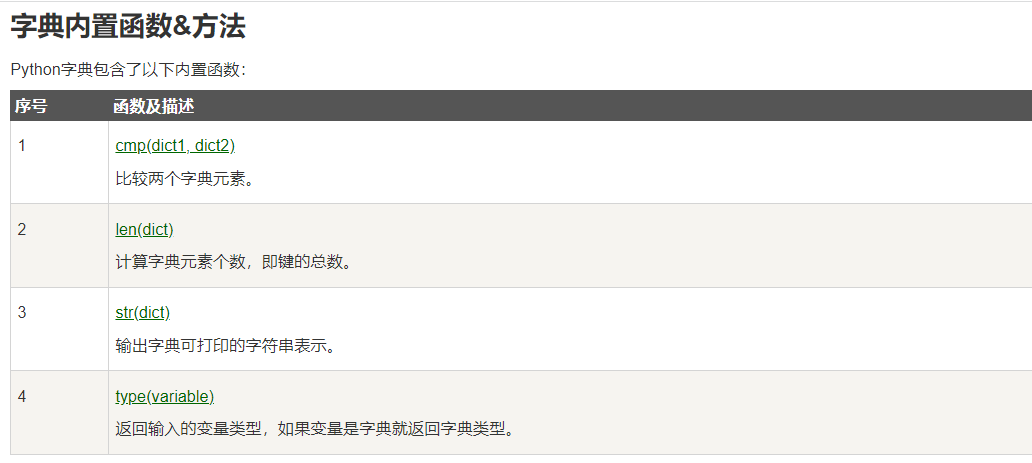 字典内置函数&方法
Python字典包含了以下内置函数：
序号 函数及描述
1 cmp(dict1, dict2)
比较两个字典元素。
2 len(dict)
计算字典元素个数，即键的总数。
3 str(dict)
输出字典可打印的字符串表示。
4 type(variable)
返回输入的变量类型，如果变量是字典就返回字典类型。